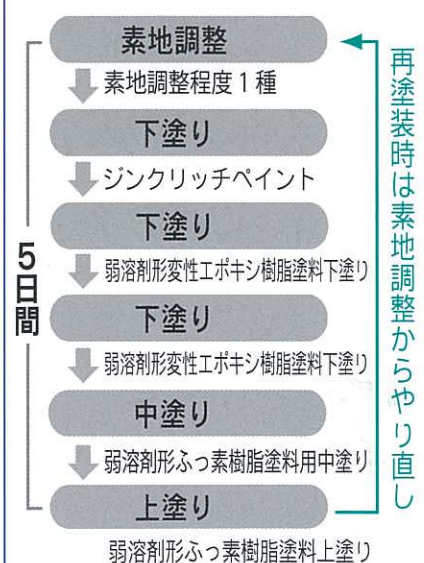 素地調整
素地調整程度1種
下塗り
ジンクリッチペイント
下塗り
弱溶剤形変性エポキシ樹脂塗料下塗り
下塗り
弱溶剤形変性エポキシ樹脂塗料下塗り
中塗り
弱溶剤形ふっ素樹脂塗料用中塗り
上塗り
弱溶剤形ふっ素樹脂塗料上塗り
5日間
再塗装時は素地調整からやり直し